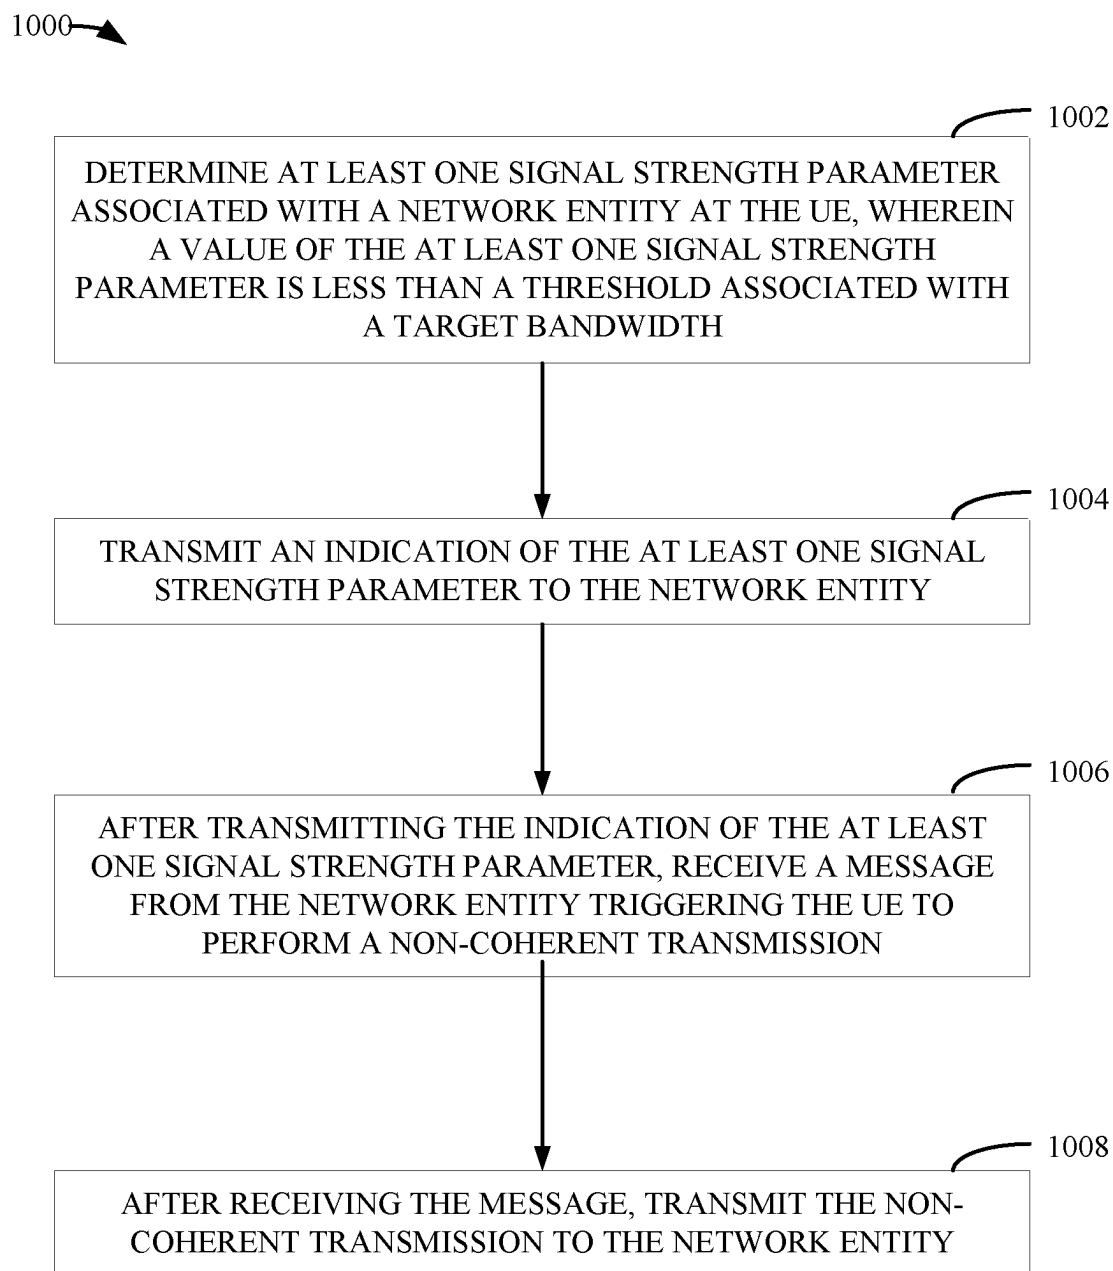 1000
1002
DETERMINE AT LEAST ONE SIGNAL STRENGTH PARAMETER
ASSOCIATED WITH A NETWORK ENTITY AT THE UE, WHEREIN
A VALUE OF THE AT LEAST ONE SIGNAL STRENGTH
PARAMETER IS LESS THAN A THRESHOLD ASSOCIATED WITH
A TARGET BANDWIDTH
1004
TRANSMIT AN INDICATION OF THE AT LEAST ONE SIGNAL
STRENGTH PARAMETER TO THE NETWORK ENTITY
1006
AFTER TRANSMITTING THE INDICATION OF THE AT LEAST
ONE SIGNAL STRENGTH PARAMETER, RECEIVE A MESSAGE
FROM THE NETWORK ENTITY TRIGGERING THE UE TO
PERFORM A NON-COHERENT TRANSMISSION
1008
AFTER RECEIVING THE MESSAGE, TRANSMIT THE NON-
COHERENT TRANSMISSION TO THE NETWORK ENTITY